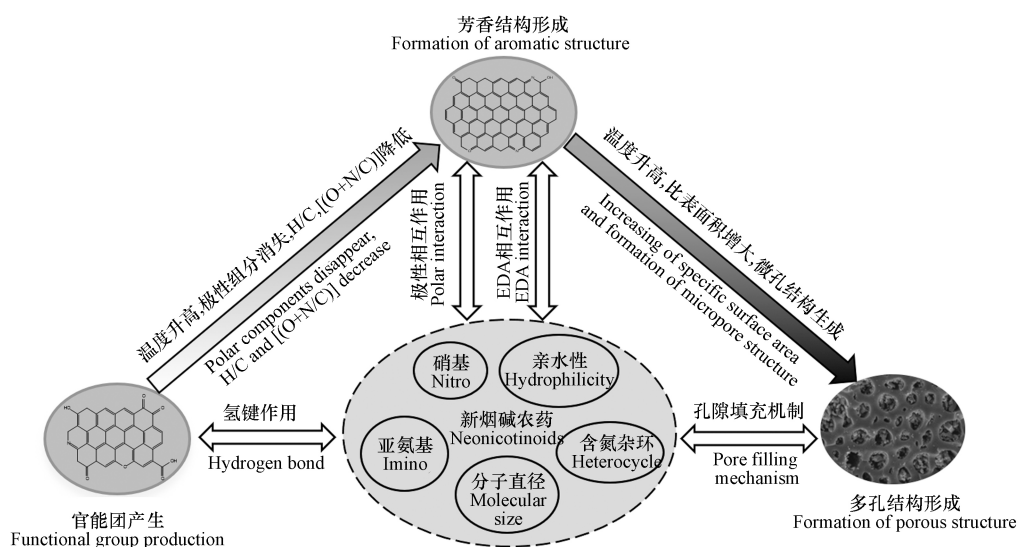 芳香结构形成
Formation of aromatic structure
温度升高,极性组分消失,H/C,[(O+N/C)]降低
Polar components disappear,
H/C and [(O+N/C)] decrease
极性相互作用
Polar interaction
EDA相互作用
EDA interaction
温度升高,比表面积增大,微孔结构生成
Increasing of specific surface area
and formation of micropore structure
硝基
Nitro
亲水性
Hydrophilicity
新烟碱农药
Neonicotinoids
亚氨基
Imino
含氮杂环
Heterocycle
分子直径
Molecular
size
氢键作用
Hydrogen bond
孔隙填充机制
Pore filling
mechanism
官能团产生
Functional group production
多孔结构形成
Formation of porous structure